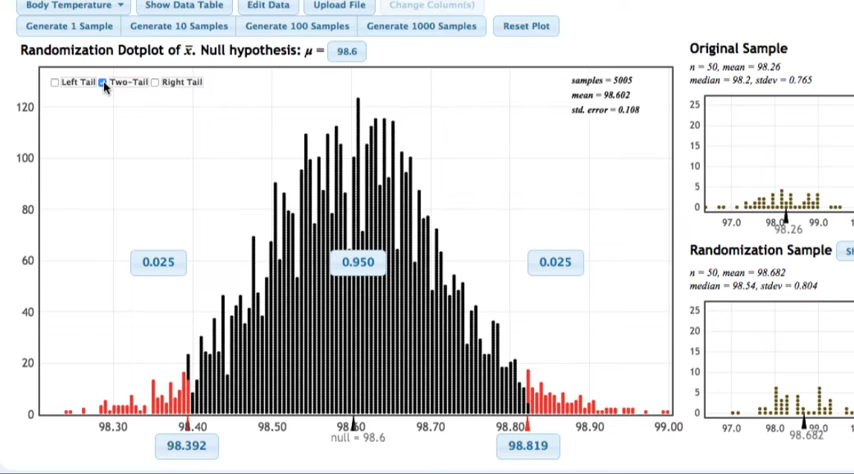 Body Temperature Show Data Table Edit Data Upload File Change Column(s)
Generate 1 Sample Generate 10 Samples Generate 100 Samples Generate 1000 Samples Reset Plot
Randomization Dotplot of x̄. Null hypothesis: μ = 98.6
Left Tail Two-Tail Right Tail
samples = 5005
mean = 98.602
std. error = 0.108
120
100
80
60
40
20
0
0.025 0.950 0.025
98.30 98.40 98.50 98.60 98.70 98.80 98.90 99.00
null = 98.6
98.392 98.819
Original Sample
n = 50, mean = 98.26
median = 98.2, stdev = 0.765
25
20
15
10
5
0
97.0 98.0 99.0
98.26
Randomization Sample
n = 50, mean = 98.682
median = 98.54, stdev = 0.804
25
20
15
10
5
0
97.0 98.0 99.0
98.682